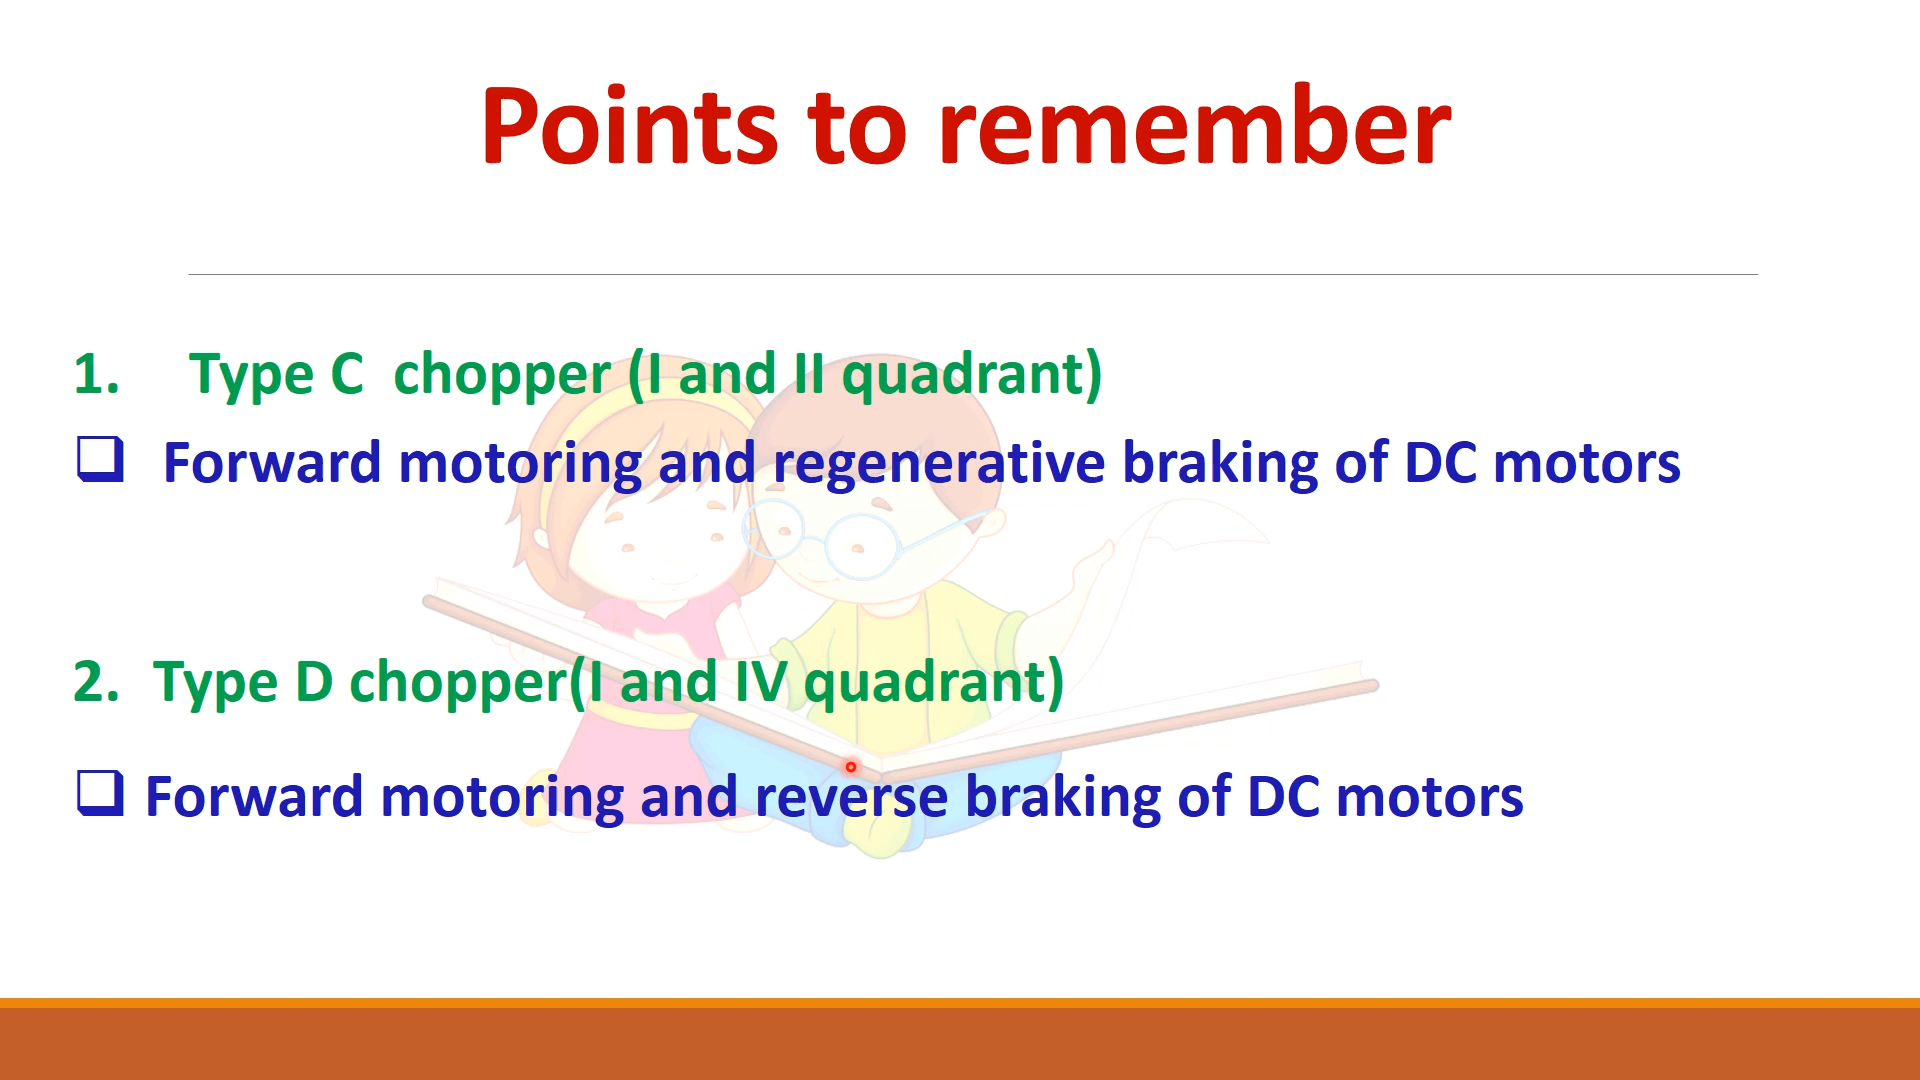 Points to remember
1. Type C chopper (I and II quadrant)
❑ Forward motoring and regenerative braking of DC motors
2. Type D chopper(I and IV quadrant)
❑ Forward motoring and reverse braking of DC motors